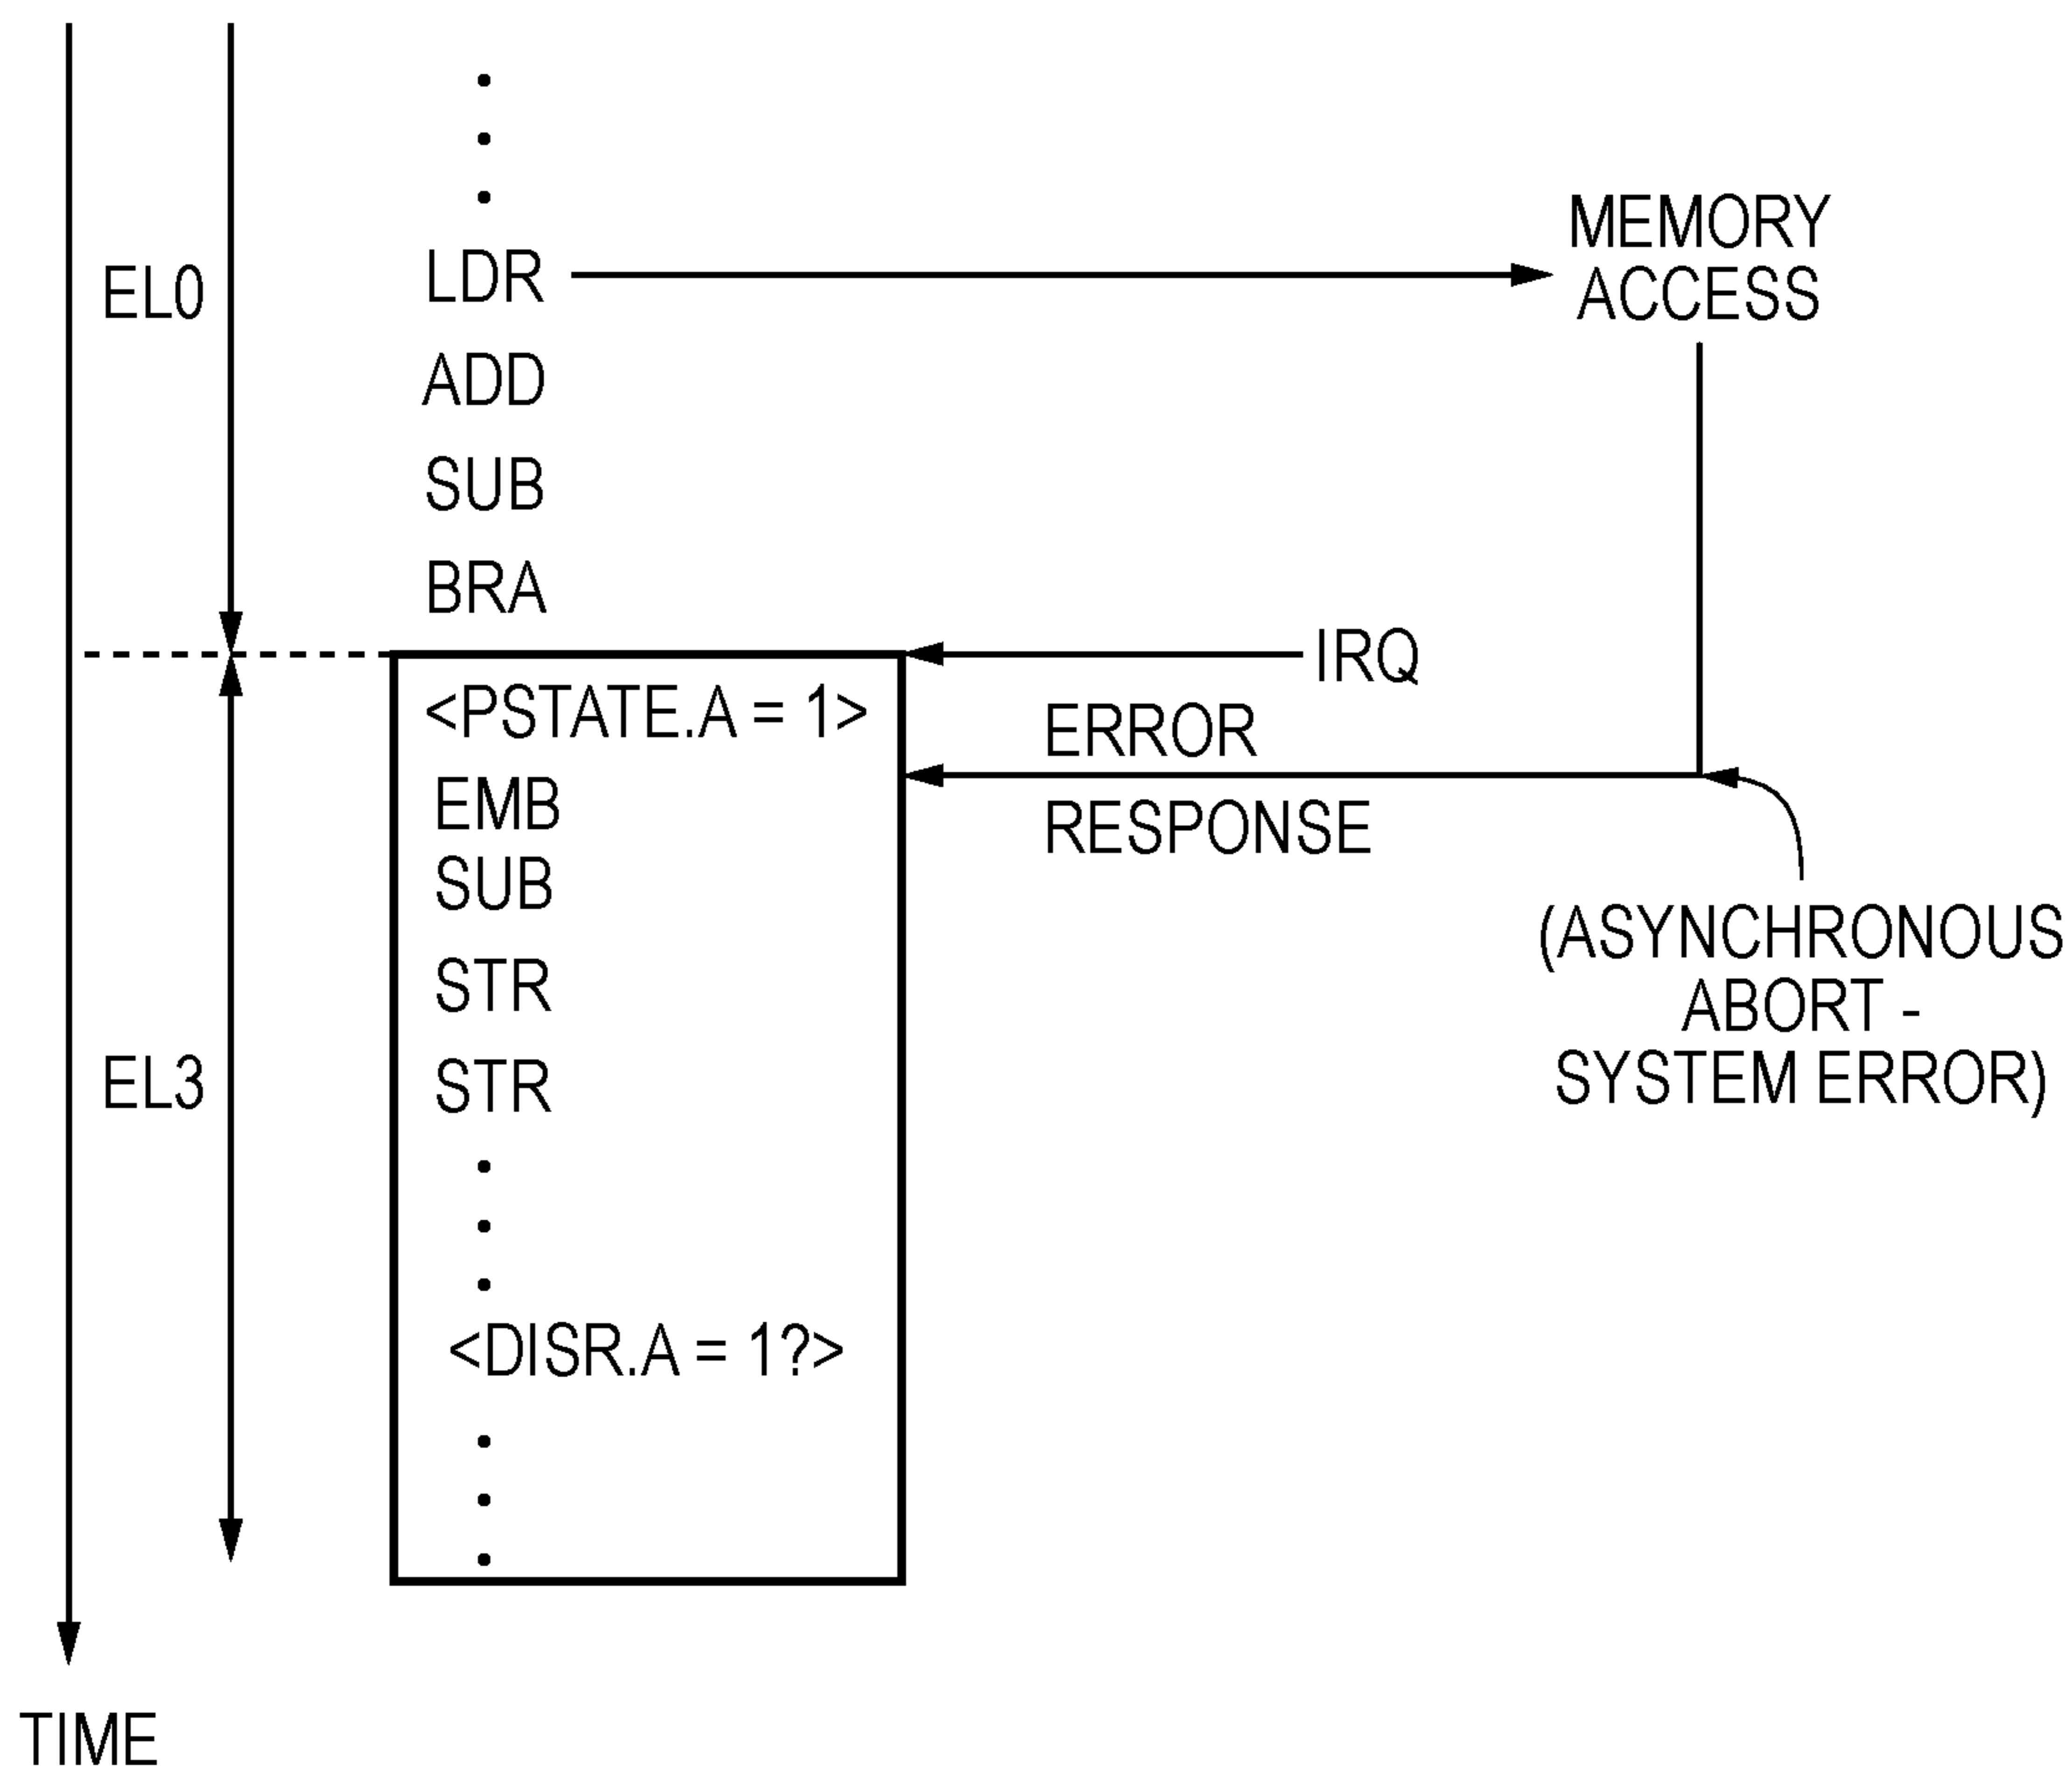 MEMORY
ACCESS
EL0
LDR
ADD
SUB
BRA
IRQ
<PSTATE.A = 1>
ERROR
RESPONSE
EMB
SUB
STR
STR
(ASYNCHRONOUS
ABORT -
SYSTEM ERROR)
EL3
<DISR.A = 1?>
TIME